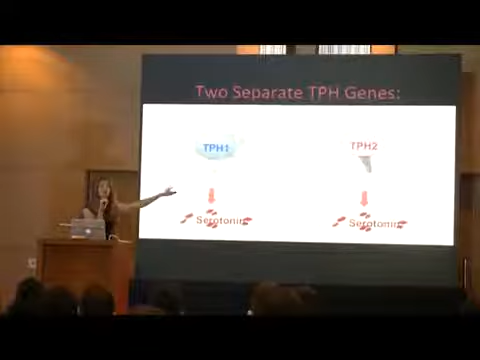 Two Separate TPH Genes:
TPH1 TPH2
Serotonin Serotonin